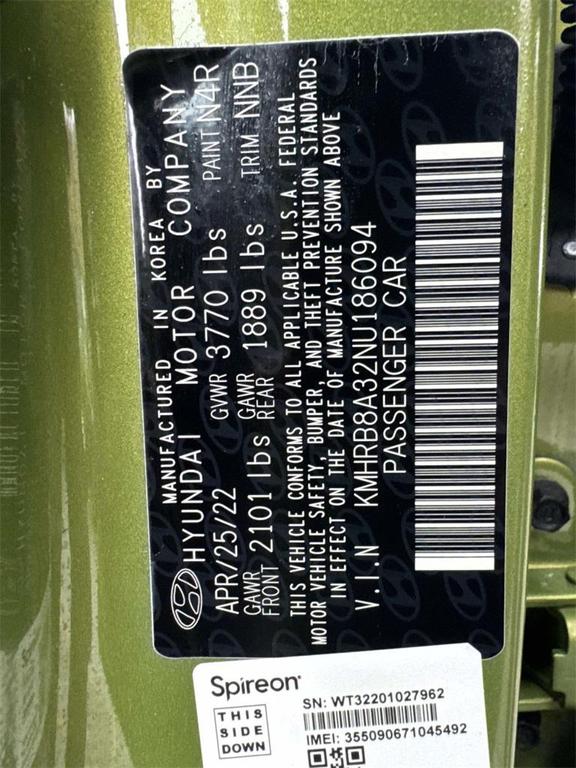 MANUFACTURED IN KOREA BY
HYUNDAI MOTOR COMPANY
APR/25/22 GVWR 3770 lbs PAINT N4R
GAWR FRONT 2101 lbs GAWR REAR 1889 lbs TRIM NNB
THIS VEHICLE CONFORMS TO ALL APPLICABLE U.S.A. FEDERAL
MOTOR VEHICLE SAFETY, BUMPER, AND THEFT PREVENTION STANDARDS
IN EFFECT ON THE DATE OF MANUFACTURE SHOWN ABOVE
V.I.N KMHRB8A32NU186094
PASSENGER CAR
Spireon
THIS
SIDE
DOWN
SN: WT32201027962
IMEI: 355090671045492